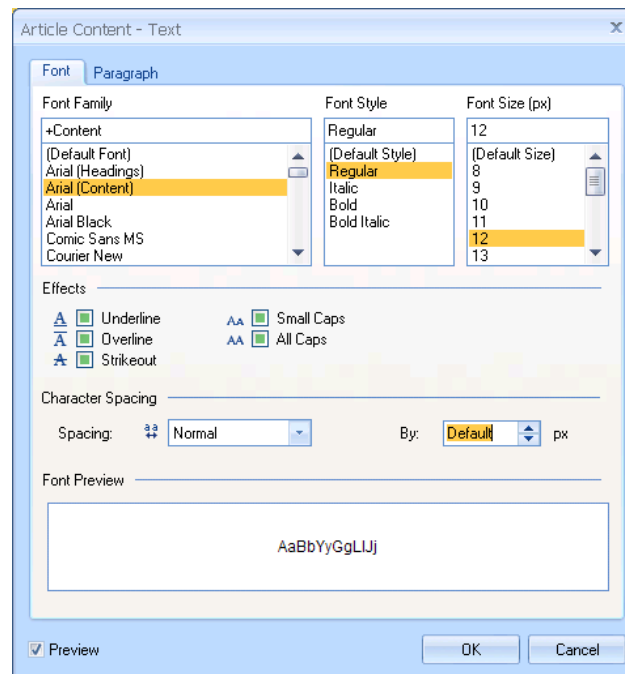 Article Content - Text
Font Paragraph
Font Family Font Style Font Size (px)
+Content Regular 12
(Default Font) (Default Style) (Default Size)
Arial (Headings) Regular 8
Arial (Content) Italic 9
Arial Bold 10
Arial Black Bold Italic 11
Comic Sans MS 12
Courier New 13
Effects
A Underline AA Small Caps
A Overline AA All Caps
A Strikeout
Character Spacing
Spacing: aa Normal By: Default px
Font Preview
AaBbYyGgLlJj
Preview OK Cancel